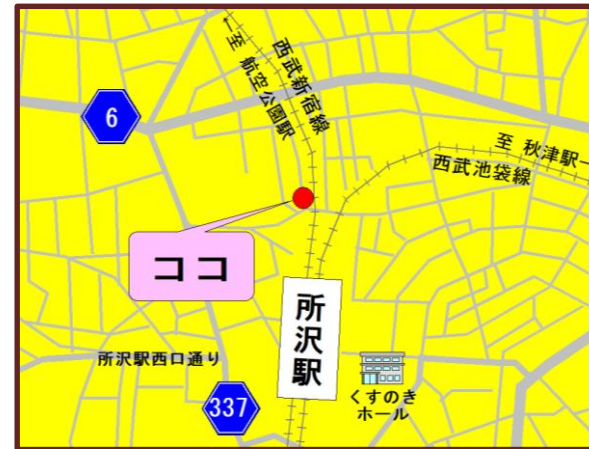 ←至 航空公園駅
西武新宿線
6
至 秋津駅→
西武池袋線
ココ
所沢駅
所沢駅西口通り
337
くすのき
ホール